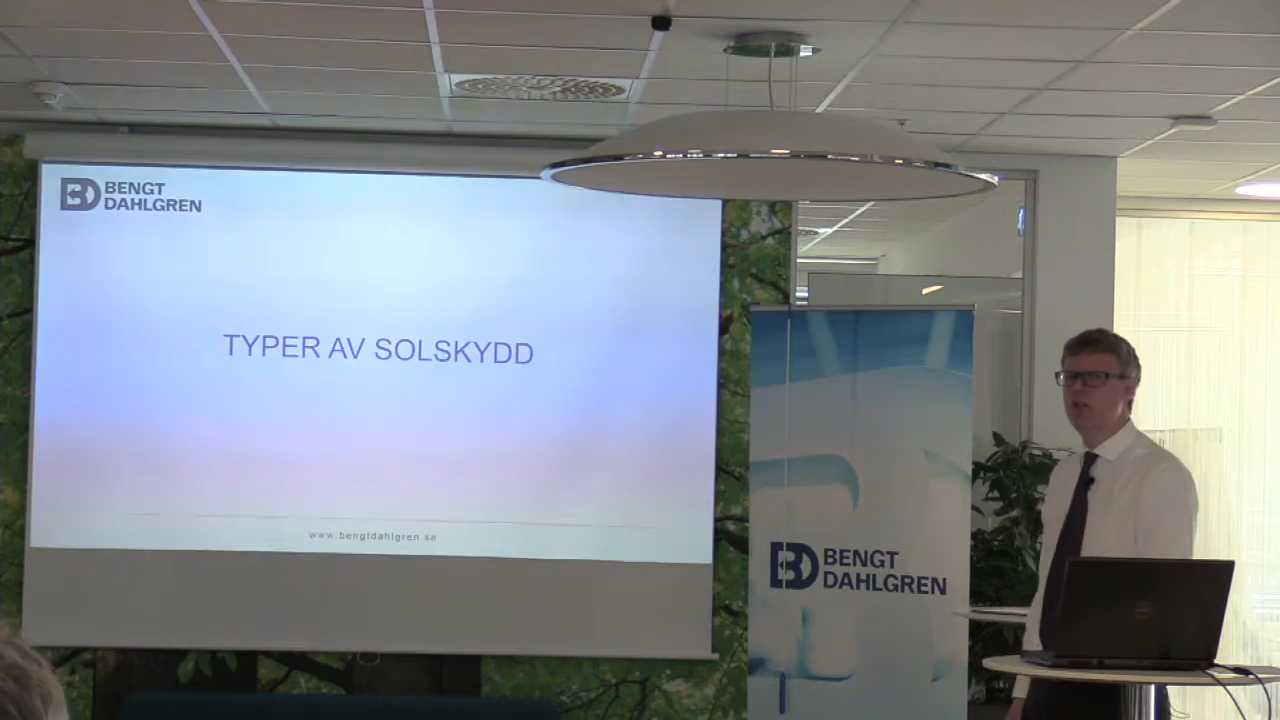 BENGT
DAHLGREN
TYPER AV SOLSKYDD
www.bengtdahlgren.se
BENGT
DAHLGREN